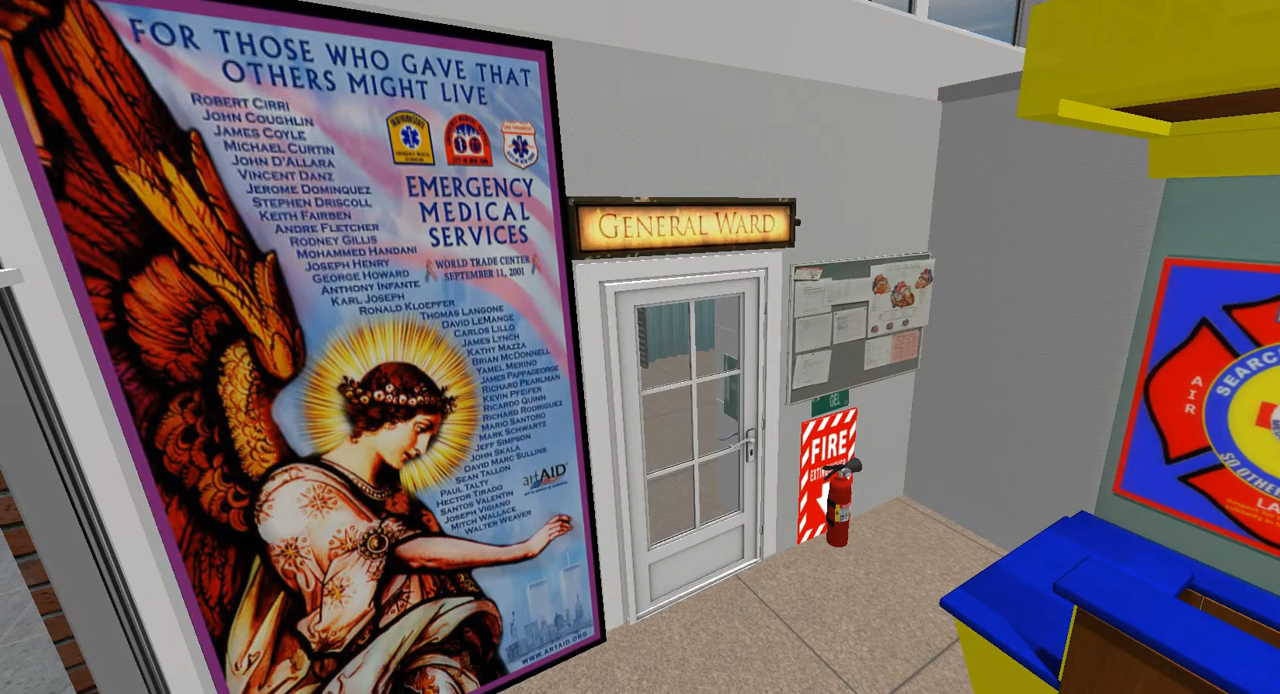 FOR THOSE WHO GAVE THAT
OTHERS MIGHT LIVE
ROBERT CIRRI
JOHN COUGHLIN
JAMES COYLE
MICHAEL CURTIN
JOHN D'ALLARA
VINCENT DANZ
JEROME DOMINQUEZ
STEPHEN DRISCOLL
KEITH FAIRBEN
ANDRE FLETCHER
RODNEY GILLIS
MOHAMMED HANDANI
JOSEPH HENRY
GEORGE HOWARD
ANTHONY INFANTE
KARL JOSEPH
RONALD KLOEPFER
THOMAS LANGONE
DAVID LEMANGE
CARLOS LILLO
JAMES LYNCH
KATHY MAZZA
BRIAN MCDONNELL
YAMEL MERINO
JAMES PAPPAGEORGE
RICHARD PEARLMAN
KEVIN PFEIFER
RICARDO QUINN
RICHARD RODRIGUEZ
MARIO SANTORO
MARK SCHWARTZ
JEFF SIMPSON
JOHN SKALA
DAVID MARC SULLINS
SEAN TALLON
PAUL TALTY
HECTOR TIRADO
SANTOS VALENTIN
JOSEPH VIGIANO
MITCH WALLACE
WALTER WEAVER
EMERGENCY
MEDICAL
SERVICES
WORLD TRADE CENTER
SEPTEMBER 11, 2001
artAID
WWW.ARTAID.ORG
GENERAL WARD
GEL
FIRE
SEARC
AIR
SO OTHE
LA